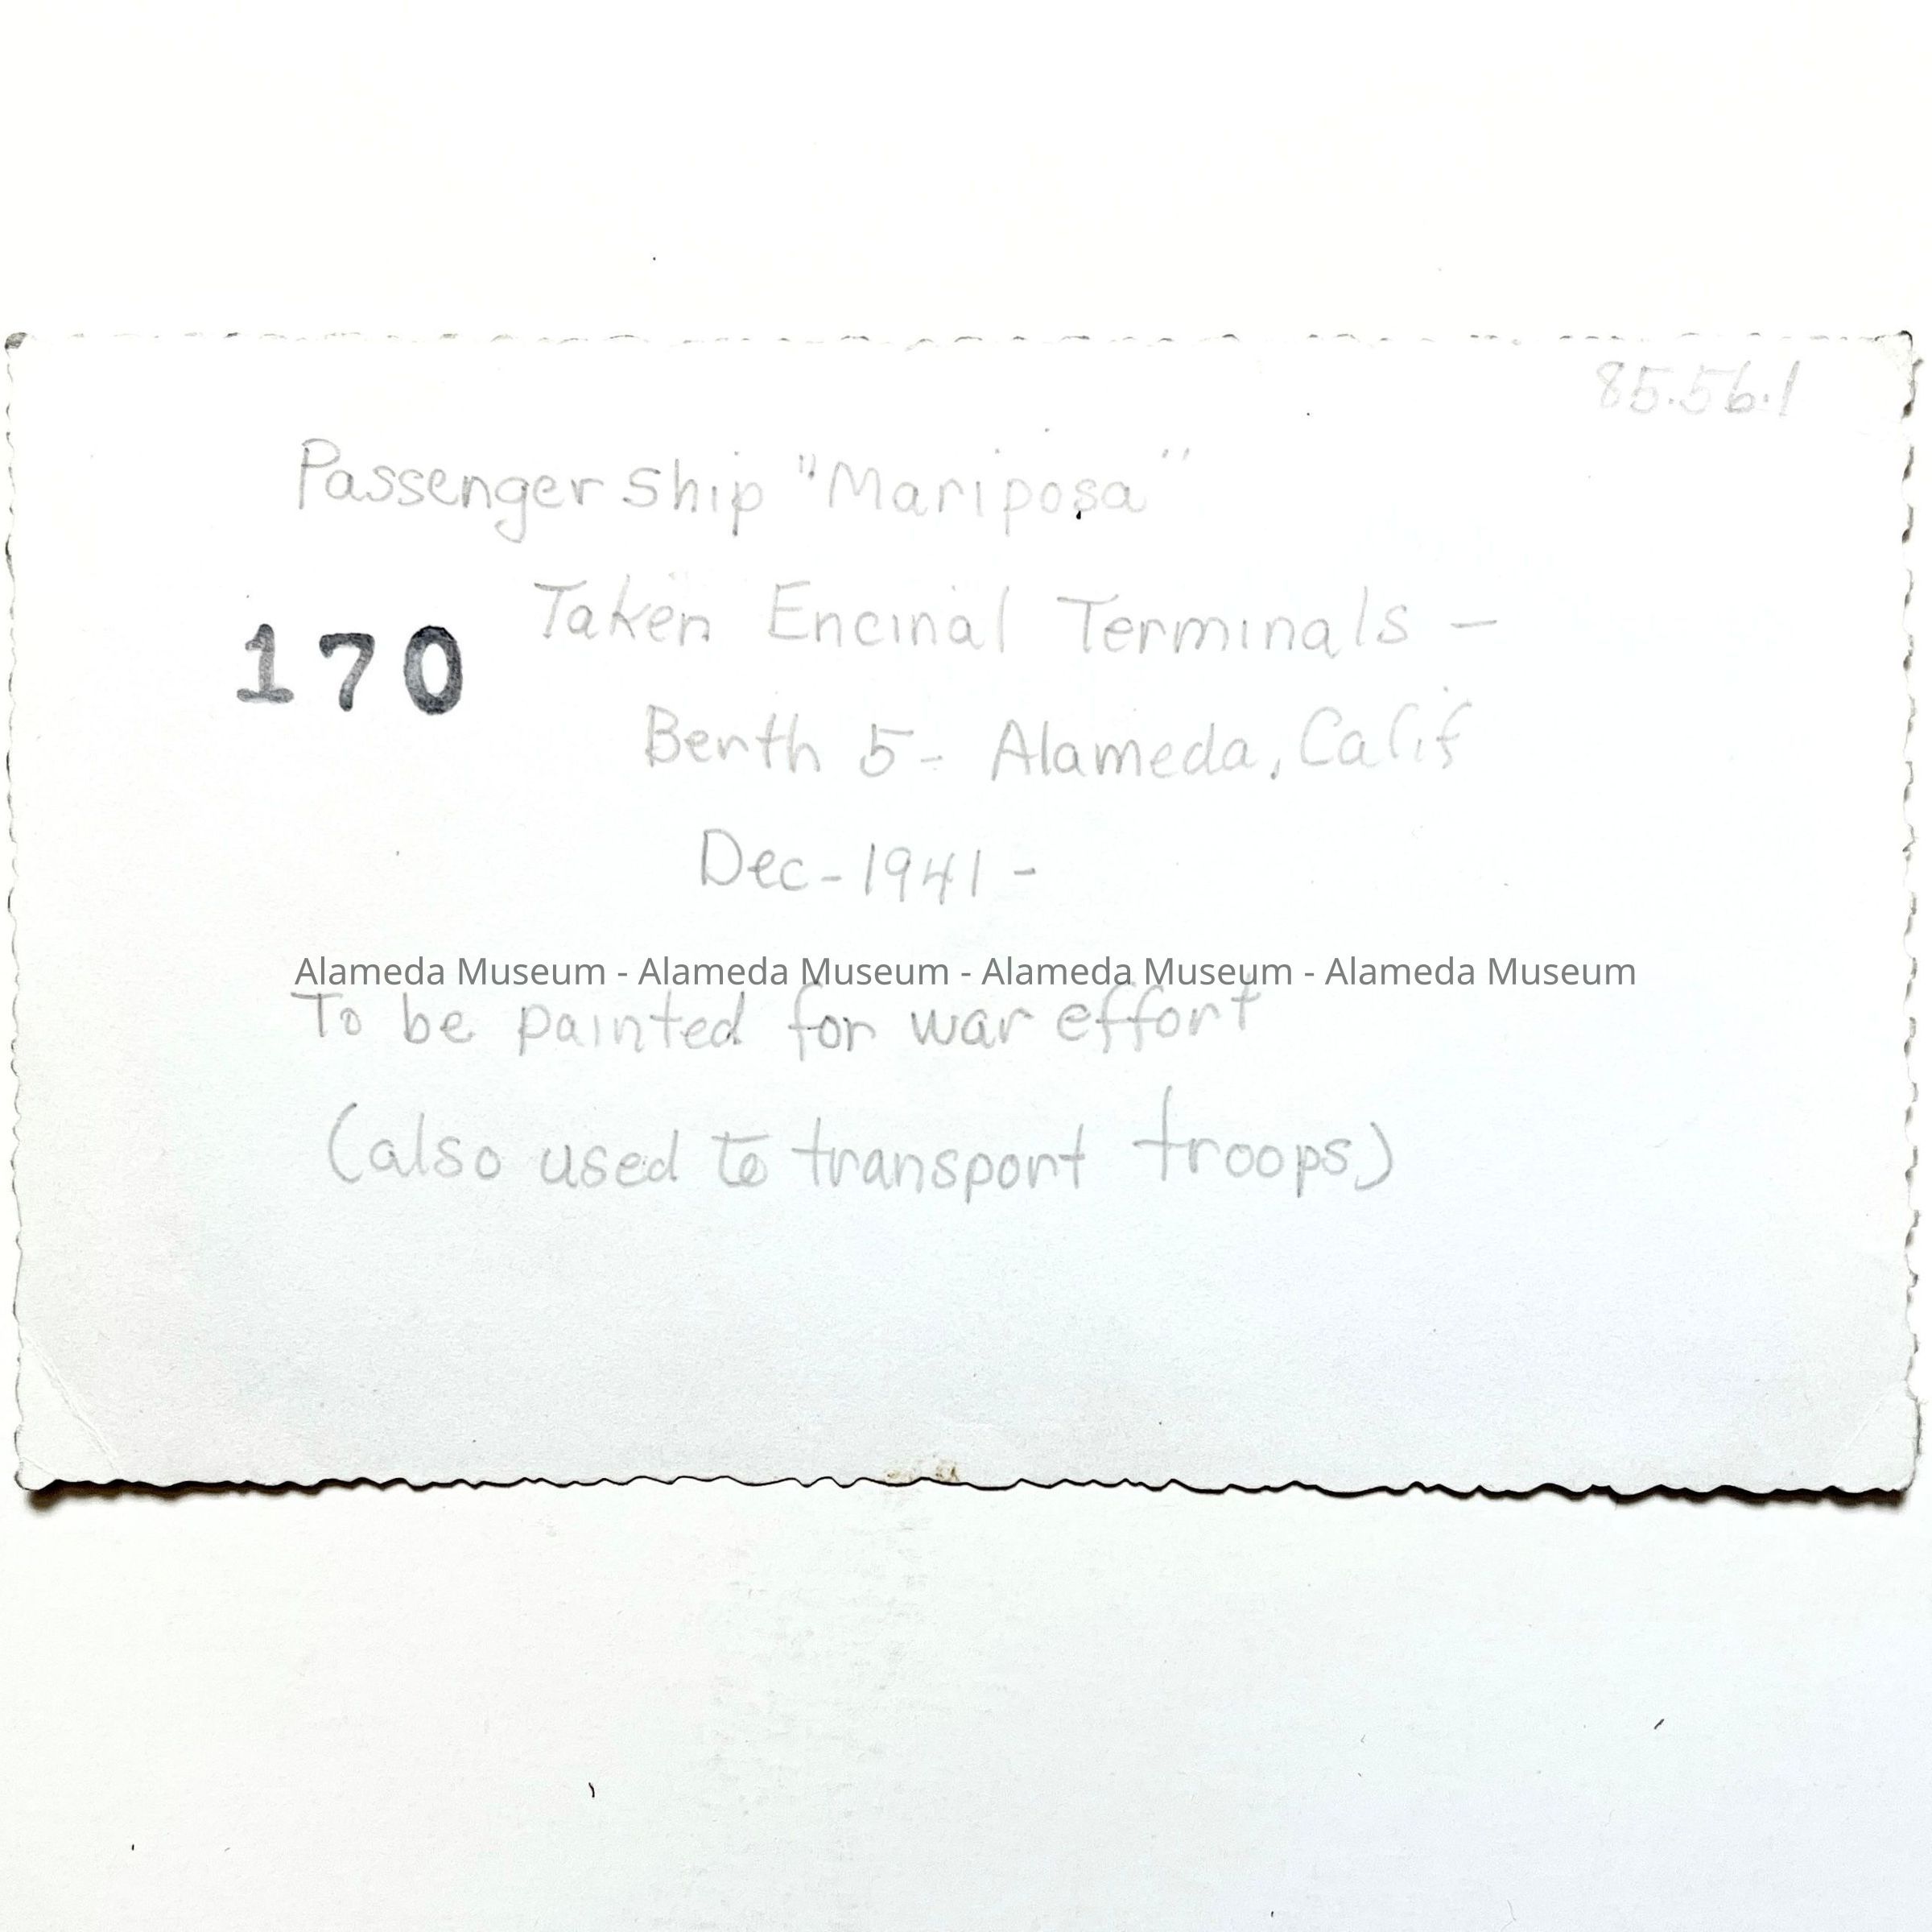 85.56.1
Passenger Ship "Mariposa"
Taken Encinal Terminals -
170
Berth 5 - Alameda, Calif
Dec - 1941 -
Alameda Museum - Alameda Museum - Alameda Museum - Alameda Museum
To be painted for war effort
(also used to transport troops)